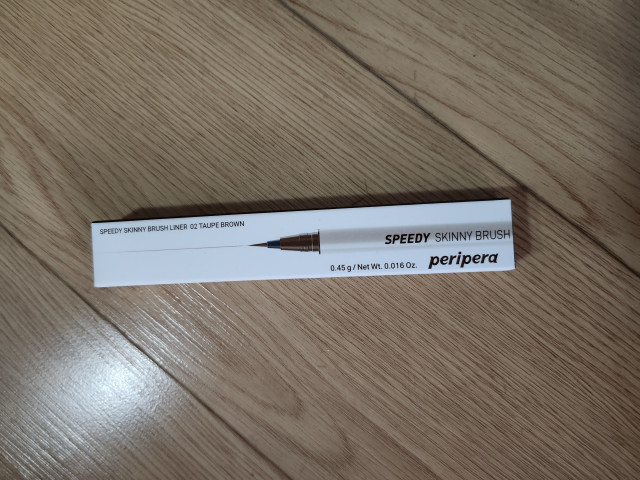 SPEEDY SKINNY BRUSH LINER 02 TAUPE BROWN
SPEEDY SKINNY BRUSH
0.45 g / Net Wt. 0.016 Oz.
peripera